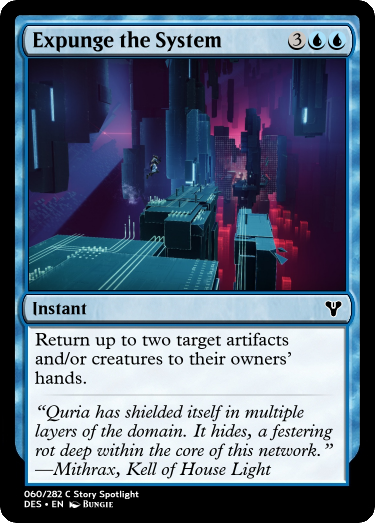 Expunge the System 3
Instant
Return up to two target artifacts
and/or creatures to their owners’
hands.
“Quria has shielded itself in multiple
layers of the domain. It hides, a festering
rot deep within the core of this network.”
—Mithrax, Kell of House Light
060/282 C Story Spotlight
DES • EN Bungie